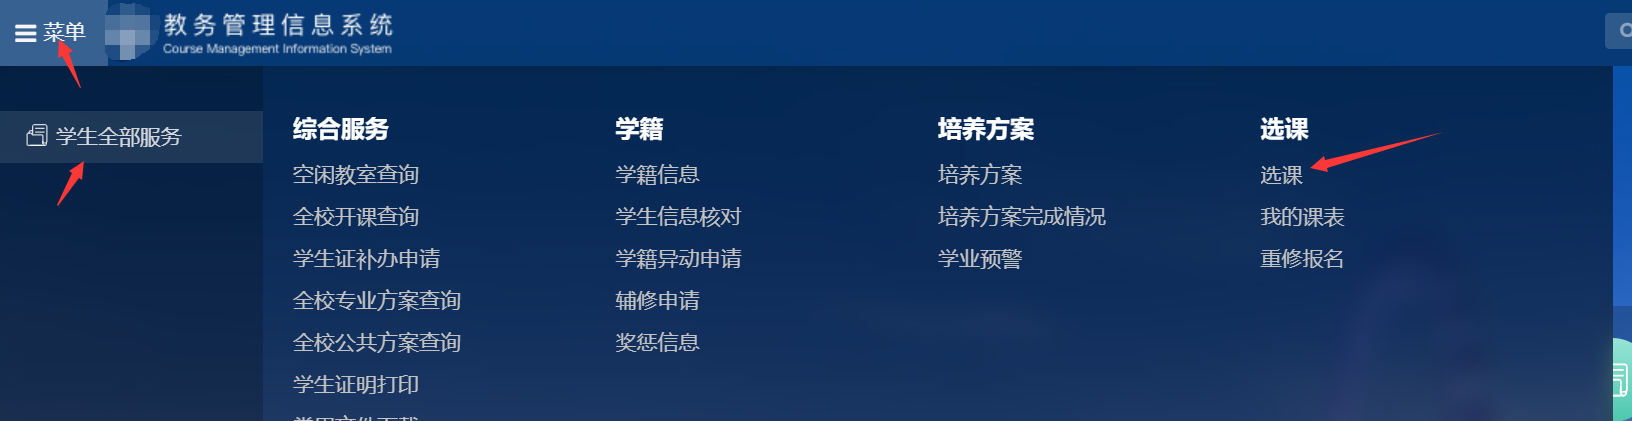 菜单
教务管理信息系统
Course Management Information System
学生全部服务
综合服务
空闲教室查询
全校开课查询
学生证补办申请
全校专业方案查询
全校公共方案查询
学生证明打印
学籍
学籍信息
学生信息核对
学籍异动申请
辅修申请
奖惩信息
培养方案
培养方案
培养方案完成情况
学业预警
选课
选课
我的课表
重修报名